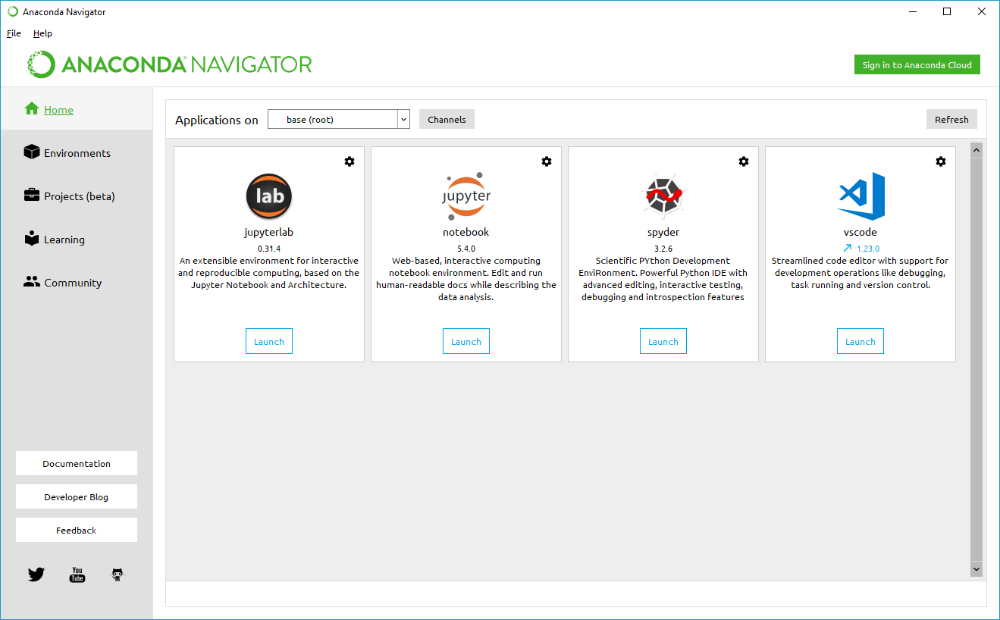 Anaconda Navigator
File Help
ANACONDA NAVIGATOR
Sign in to Anaconda Cloud
Home
Environments
Projects (beta)
Learning
Community
Documentation
Developer Blog
Feedback
You
Tube
Applications on
base (root)
Channels
Refresh
lab
jupyterlab
0.31.4
An extensible environment for interactive
and reproducible computing, based on the
Jupyter Notebook and Architecture.
Launch
jupyter
notebook
5.4.0
Web-based, interactive computing
notebook environment. Edit and run
human-readable docs while describing the
data analysis.
Launch
spyder
3.2.6
Scientific PYthon Development
EnviRonment. Powerful Python IDE with
advanced editing, interactive testing,
debugging and introspection features
Launch
vscode
1.23.0
Streamlined code editor with support for
development operations like debugging,
task running and version control.
Launch